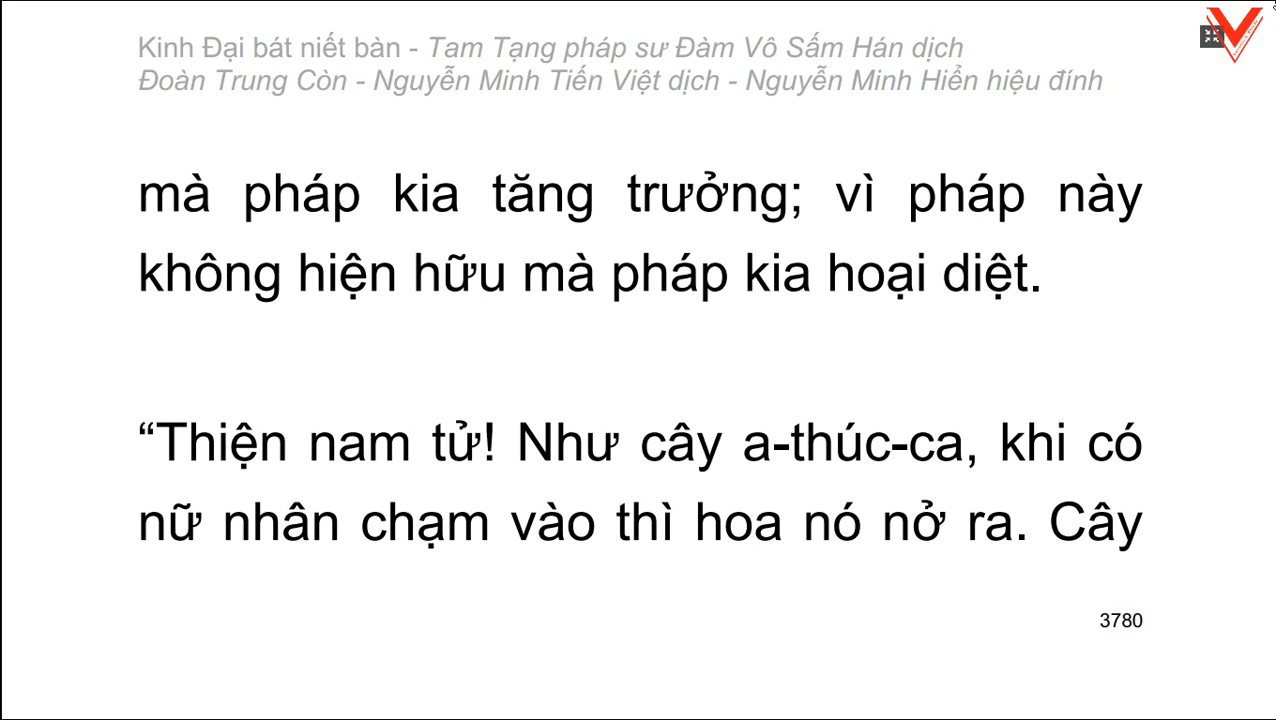 Kinh Đại bát niết bàn - Tam Tạng pháp sư Đàm Vô Sấm Hán dịch
Đoàn Trung Còn - Nguyễn Minh Tiến Việt dịch - Nguyễn Minh Hiển hiệu đính
mà pháp kia tăng trưởng; vì pháp này
không hiện hữu mà pháp kia hoại diệt.
“Thiện nam tử! Như cây a-thúc-ca, khi có
nữ nhân chạm vào thì hoa nó nở ra. Cây
3780